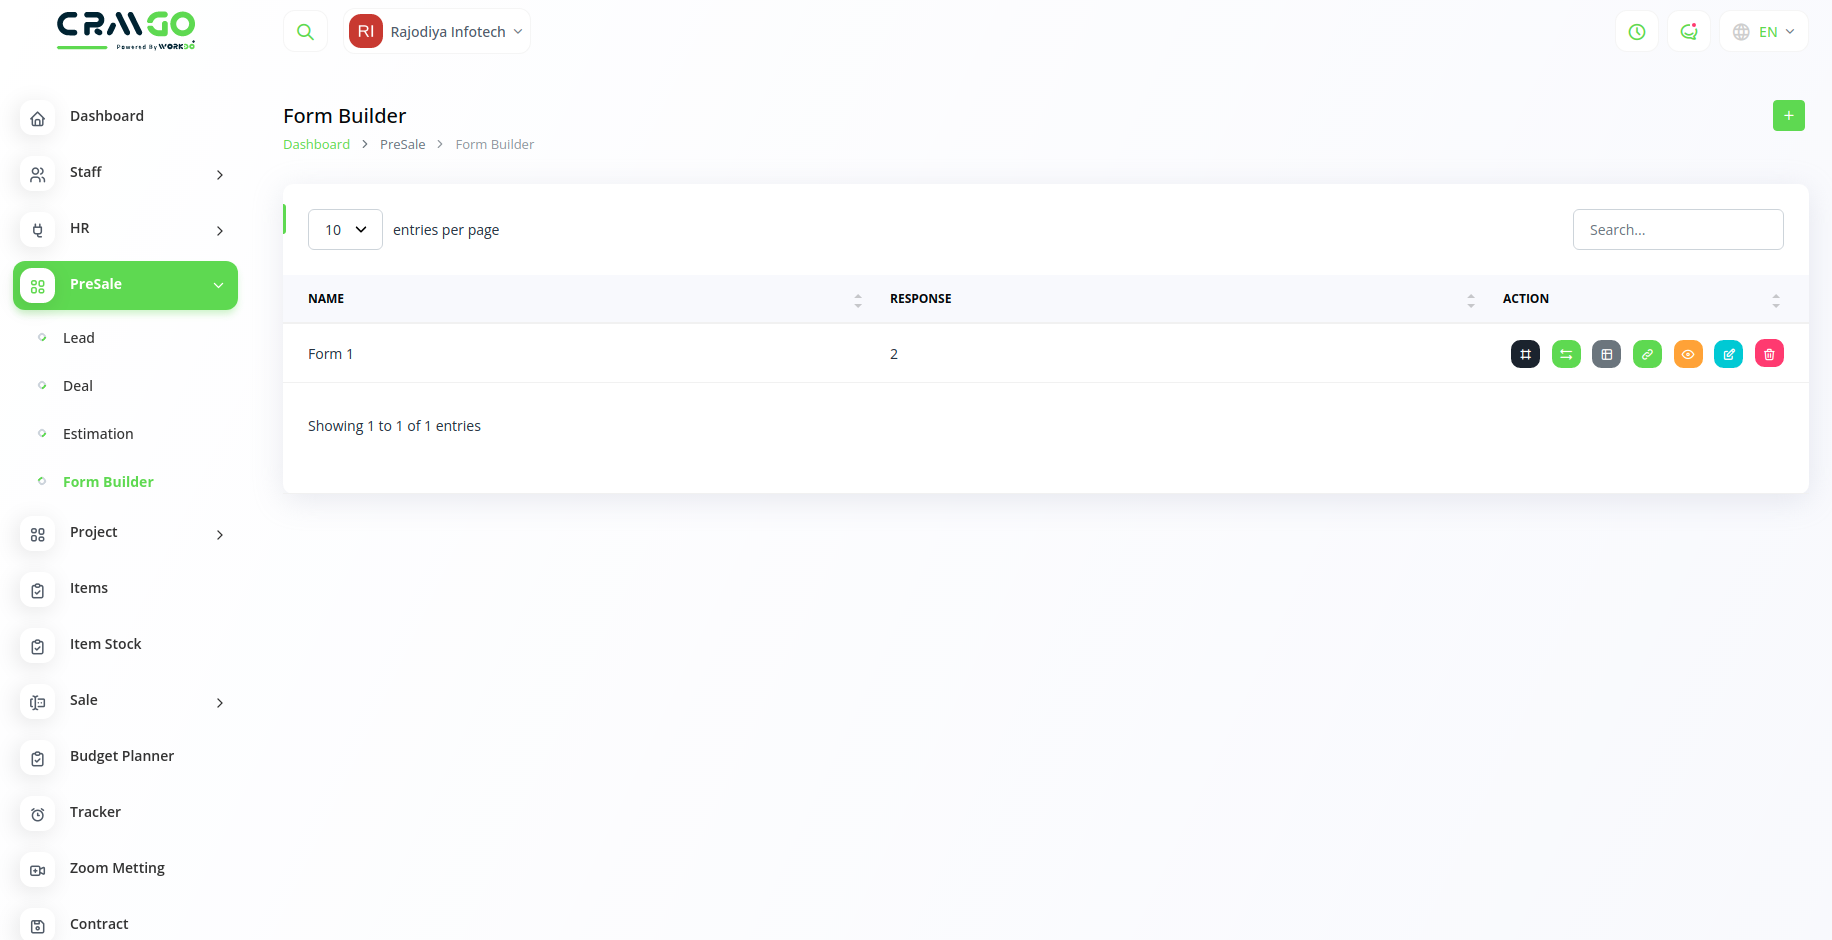 CRMGO
Powered By WORKDO
RI
Rajodiya Infotech
EN
Dashboard
Staff
HR
PreSale
Lead
Deal
Estimation
Form Builder
Project
Items
Item Stock
Sale
Budget Planner
Tracker
Zoom Metting
Contract
Form Builder
Dashboard > PreSale > Form Builder
+
10 entries per page
Search...
NAME RESPONSE ACTION
Form 1 2
Showing 1 to 1 of 1 entries